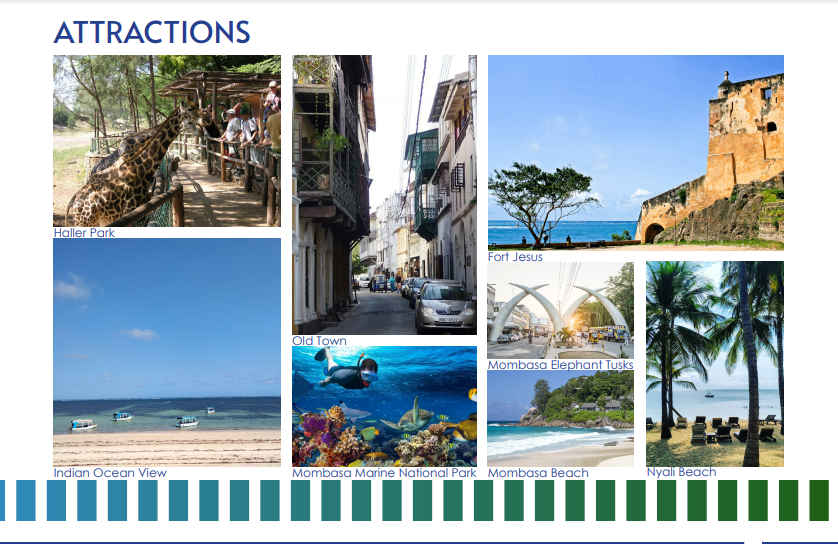 ATTRACTIONS
Haller Park
Old Town
Fort Jesus
Mombasa Elephant Tusks
Indian Ocean View
Mombasa Marine National Park
Mombasa Beach
Nyali Beach